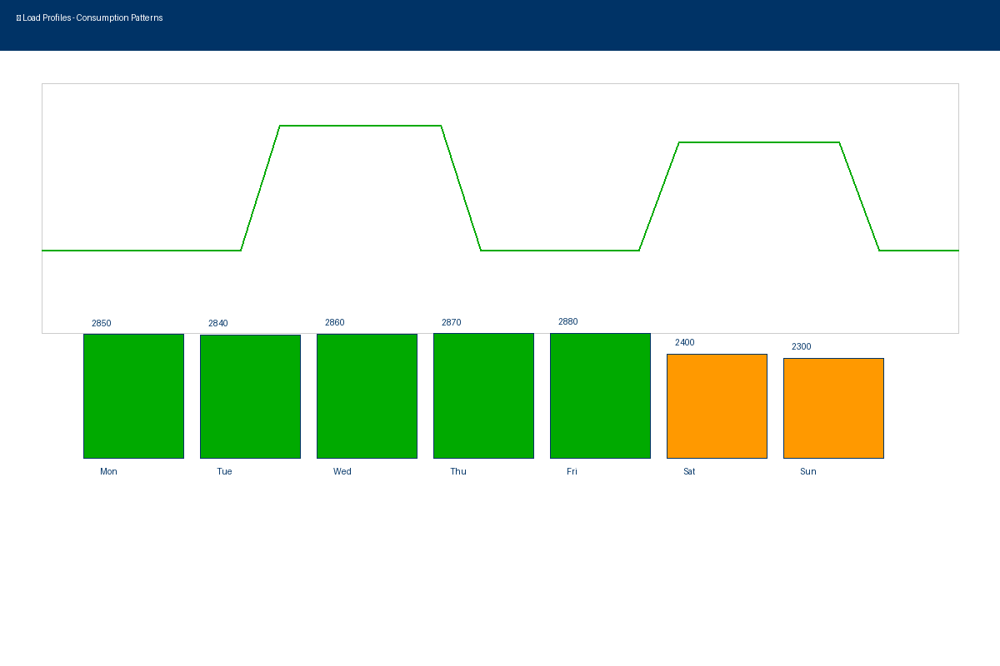 Load Profiles - Consumption Patterns
2850
2840
2860
2870
2880
2400
2300
Mon
Tue
Wed
Thu
Fri
Sat
Sun